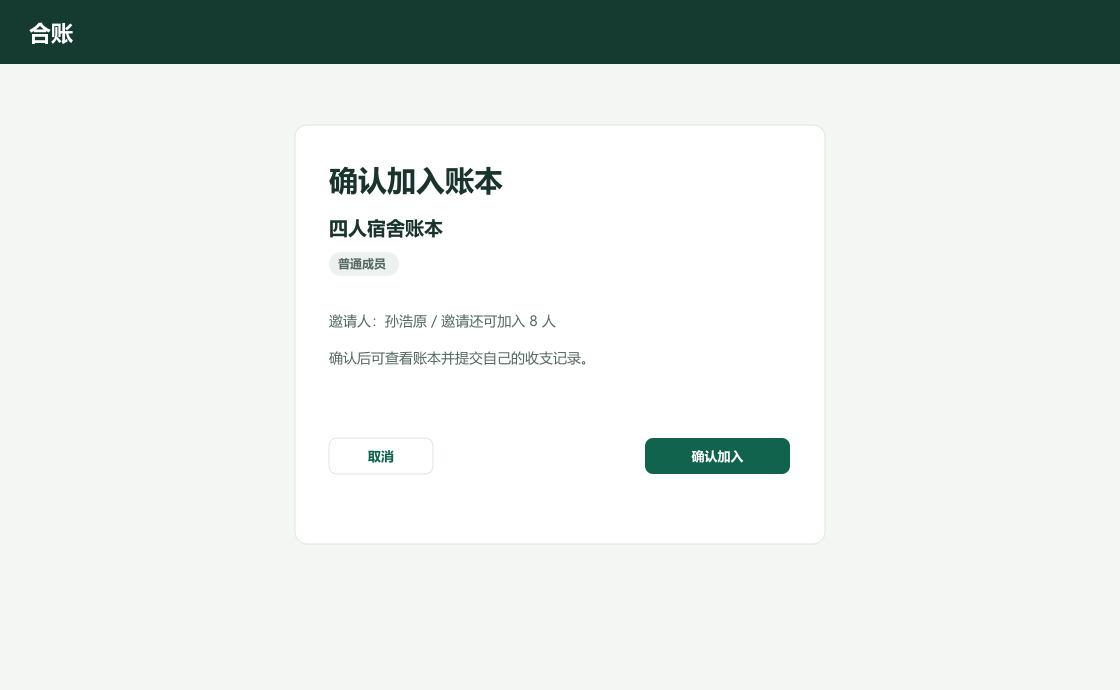 合账
确认加入账本
四人宿舍账本
普通成员
邀请人：孙浩原 / 邀请还可加入 8 人
确认后可查看账本并提交自己的收支记录。
取消
确认加入